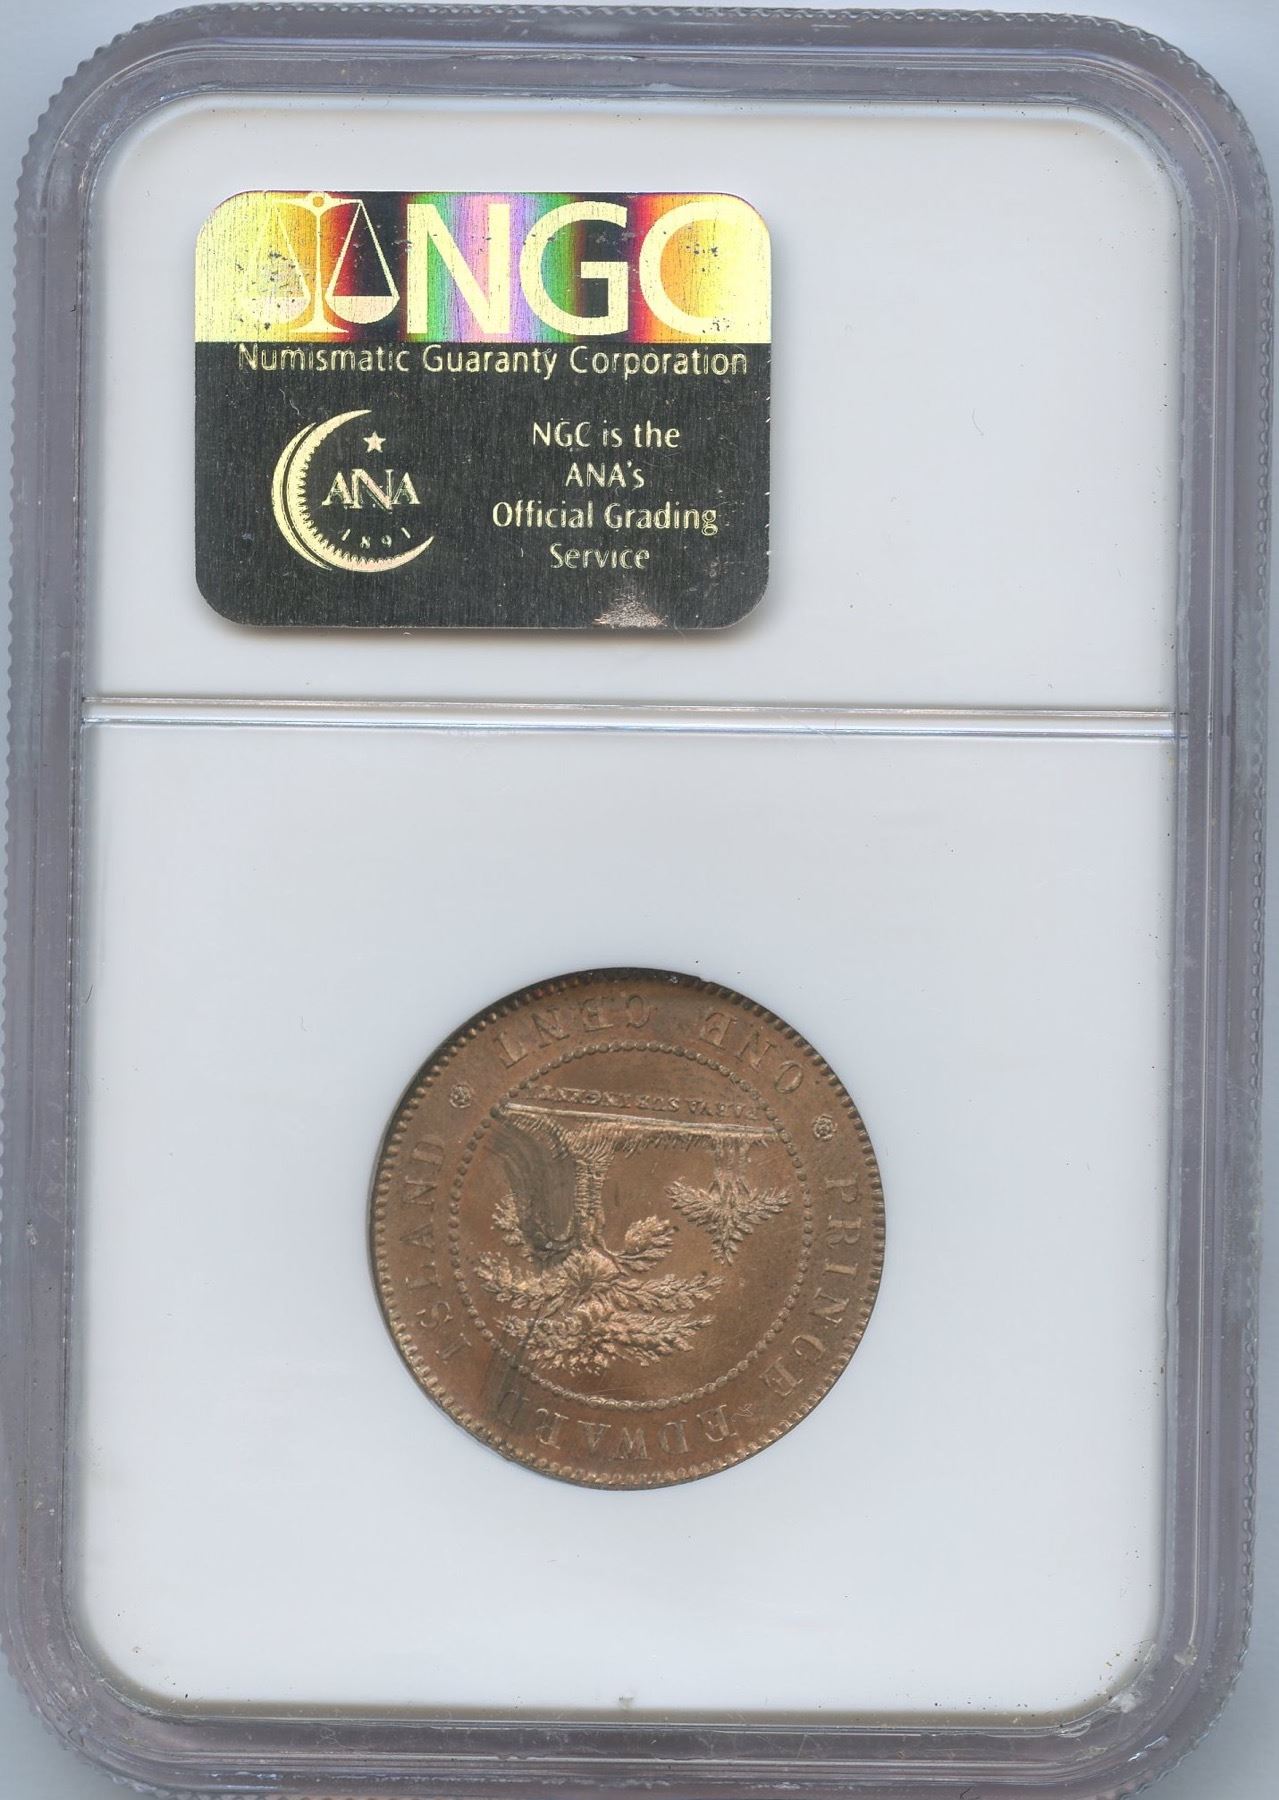 NGC
Numismatic Guaranty Corporation
ANA
1891
NGC is the
ANA's
Official Grading
Service
ONE CENT
PARVA SUB INGENTI
PRINCE EDWARD ISLAND